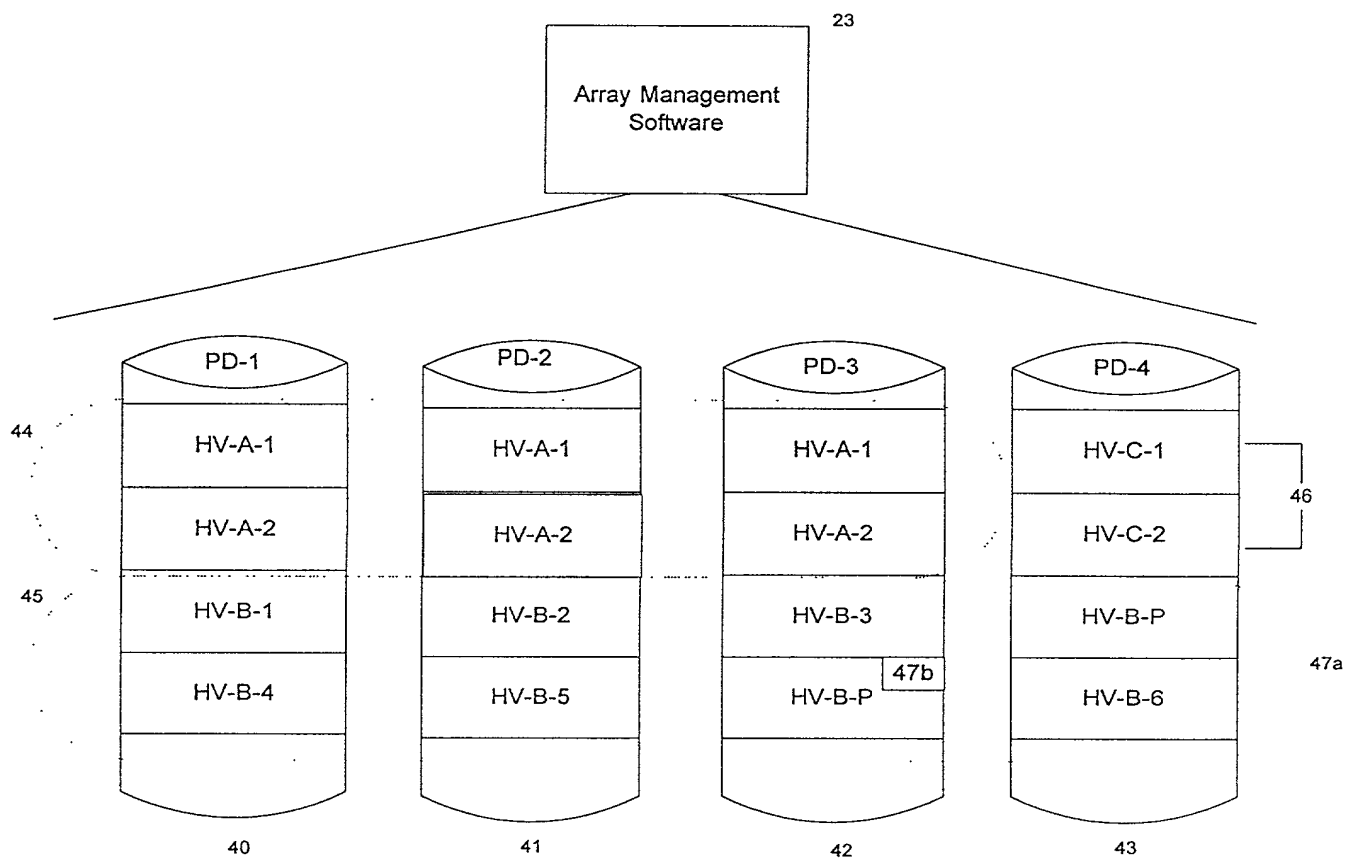 23
Array Management
Software
PD-1
PD-2
PD-3
PD-4
44
HV-A-1
HV-A-1
HV-A-1
HV-C-1
46
HV-A-2
HV-A-2
HV-A-2
HV-C-2
45
HV-B-1
HV-B-2
HV-B-3
HV-B-P
47a
HV-B-4
HV-B-5
47b
HV-B-P
HV-B-6
40
41
42
43